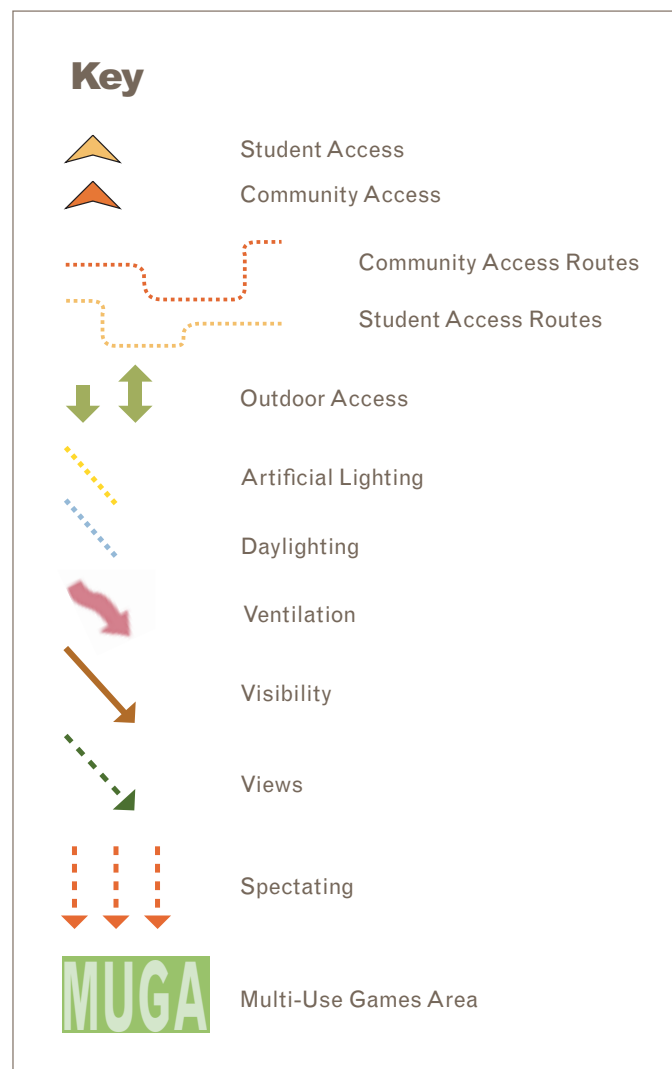 Key
Student Access
Community Access
Community Access Routes
Student Access Routes
Outdoor Access
Artificial Lighting
Daylighting
Ventilation
Visibility
Views
Spectating
MUGA Multi-Use Games Area